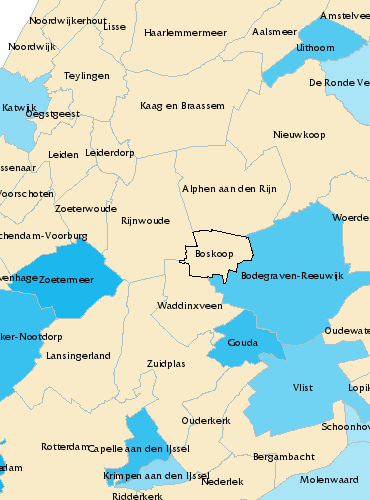 Amstelvee
Noordwijkerhout
Lisse
Haarlemmermeer
Aalsmeer
Noordwijk
Uithoorn
Teylingen
De Ronde Ve
Katwijk
Oegstgeest
Kaag en Braassem
Nieuwkoop
Leiden
Leiderdorp
ssenaar
Alphen aan den Rijn
Voorschoten
Zoeterwoude
Rijnwoude
Woerde
chendam-Voorburg
Boskoop
venhage
Zoetermeer
Bodegraven-Reeuwijk
Waddinxveen
ker-Nootdorp
Oudewate
Gouda
Lansingerland
Zuidplas
Vlist
Lopik
Ouderkerk
Schoonhov
Rotterdam
Capelle aan den IJssel
Bergambacht
edam
Krimpen aan den IJssel
Nederlek
Molenwaard
Ridderkerk